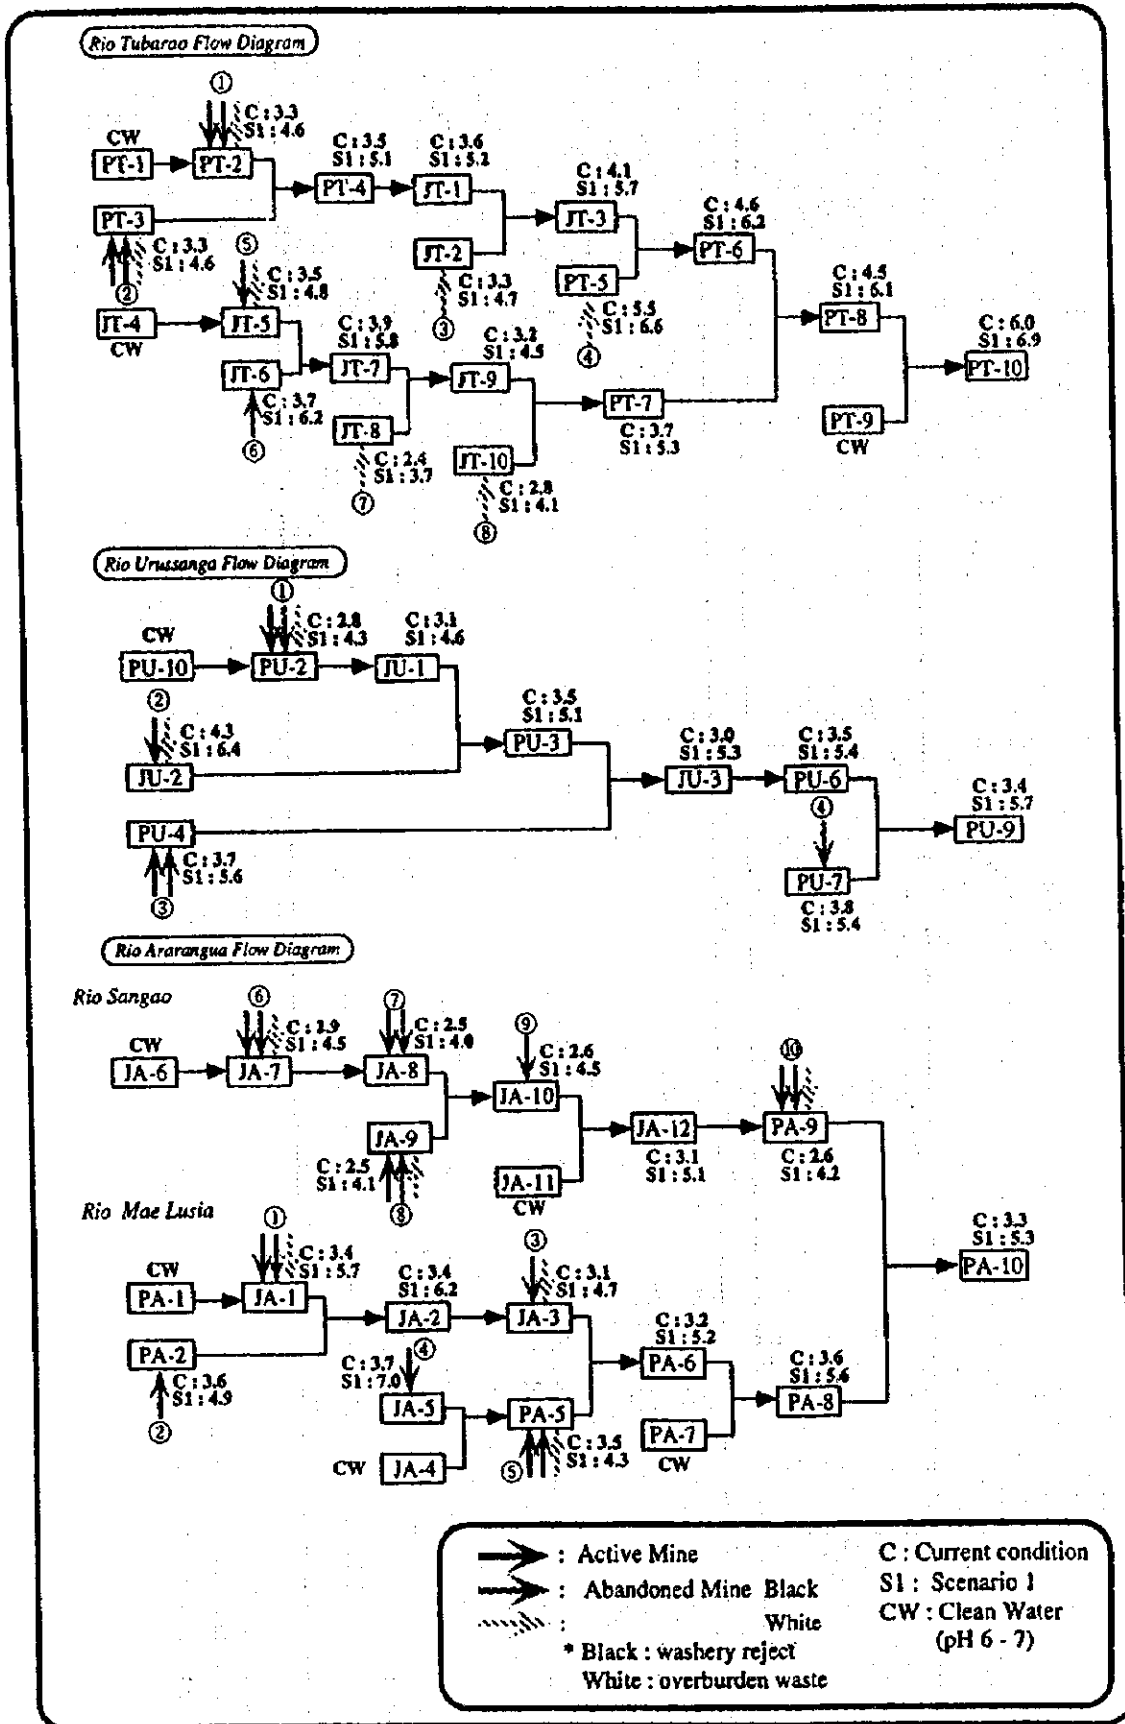 Rio Tubarao Flow Diagram
①
C : 3.3
S1 : 4.6
CW
PT-1
PT-2
C : 3.5
S1 : 5.1
PT-4
C : 3.6
S1 : 5.2
JT-1
C : 4.1
S1 : 5.7
JT-3
PT-3
C : 3.3
S1 : 4.6
②
JT-2
C : 3.3
S1 : 4.7
③
PT-5
C : 5.5
S1 : 6.6
④
C : 4.6
S1 : 6.2
PT-6
⑤
C : 3.5
S1 : 4.8
JT-4
CW
JT-5
JT-6
C : 3.7
S1 : 6.2
⑥
C : 3.9
S1 : 5.8
JT-7
JT-8
C : 2.4
S1 : 3.7
⑦
C : 3.2
S1 : 4.5
JT-9
JT-10
C : 2.8
S1 : 4.1
⑧
PT-7
C : 3.7
S1 : 5.3
C : 4.5
S1 : 6.1
PT-8
PT-9
CW
C : 6.0
S1 : 6.9
PT-10
Rio Urussanga Flow Diagram
①
C : 2.8
S1 : 4.3
CW
PU-10
PU-2
C : 3.1
S1 : 4.6
JU-1
②
C : 4.3
S1 : 6.4
JU-2
C : 3.5
S1 : 5.1
PU-3
PU-4
C : 3.7
S1 : 5.6
③
C : 3.0
S1 : 5.3
JU-3
C : 3.5
S1 : 5.4
PU-6
④
PU-7
C : 3.8
S1 : 5.4
C : 3.4
S1 : 5.7
PU-9
Rio Ararangua Flow Diagram
Rio Sangao
CW
JA-6
⑥
C : 2.9
S1 : 4.5
JA-7
⑦
C : 2.5
S1 : 4.0
JA-8
JA-9
C : 2.5
S1 : 4.1
⑧
⑨
C : 2.6
S1 : 4.5
JA-10
JA-11
CW
JA-12
C : 3.1
S1 : 5.1
⑩
PA-9
C : 2.6
S1 : 4.2
Rio Mae Lusia
CW
PA-1
①
C : 3.4
S1 : 5.7
JA-1
PA-2
C : 3.6
S1 : 4.9
②
C : 3.4
S1 : 6.2
JA-2
③
C : 3.1
S1 : 4.7
JA-3
④
C : 3.7
S1 : 7.0
JA-5
CW
JA-4
PA-5
C : 3.5
S1 : 4.3
⑤
C : 3.2
S1 : 5.2
PA-6
PA-7
CW
C : 3.6
S1 : 5.6
PA-8
C : 3.3
S1 : 5.3
PA-10
: Active Mine
: Abandoned Mine Black
: White
* Black : washery reject
White : overburden waste
C : Current condition
S1 : Scenario 1
CW : Clean Water
(pH 6 - 7)